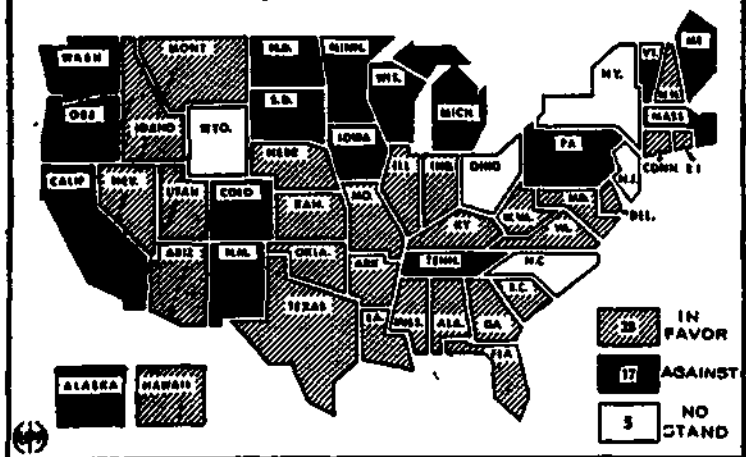 WASH
MONT
N.D.
MINN.
VT.
ME
N.H.
N.Y.
ORE
IDAHO
WYO.
S.D.
WIS.
MICH
MASS
CONN. R I
IOWA
NEBR
PA
N.J.
CALIF
NEV.
UTAH
COLO
KAN.
MO.
ILL
IND.
OHIO
MD.
DEL.
W.VA.
VA.
KY
ARIZ
N.M.
OKLA.
ARK
TENN.
N.C
S.C.
TEXAS
LA.
MISS.
ALA.
GA
FLA
ALASKA
HAWAII
28 IN
FAVOR
17 AGAINST
5 NO
STAND